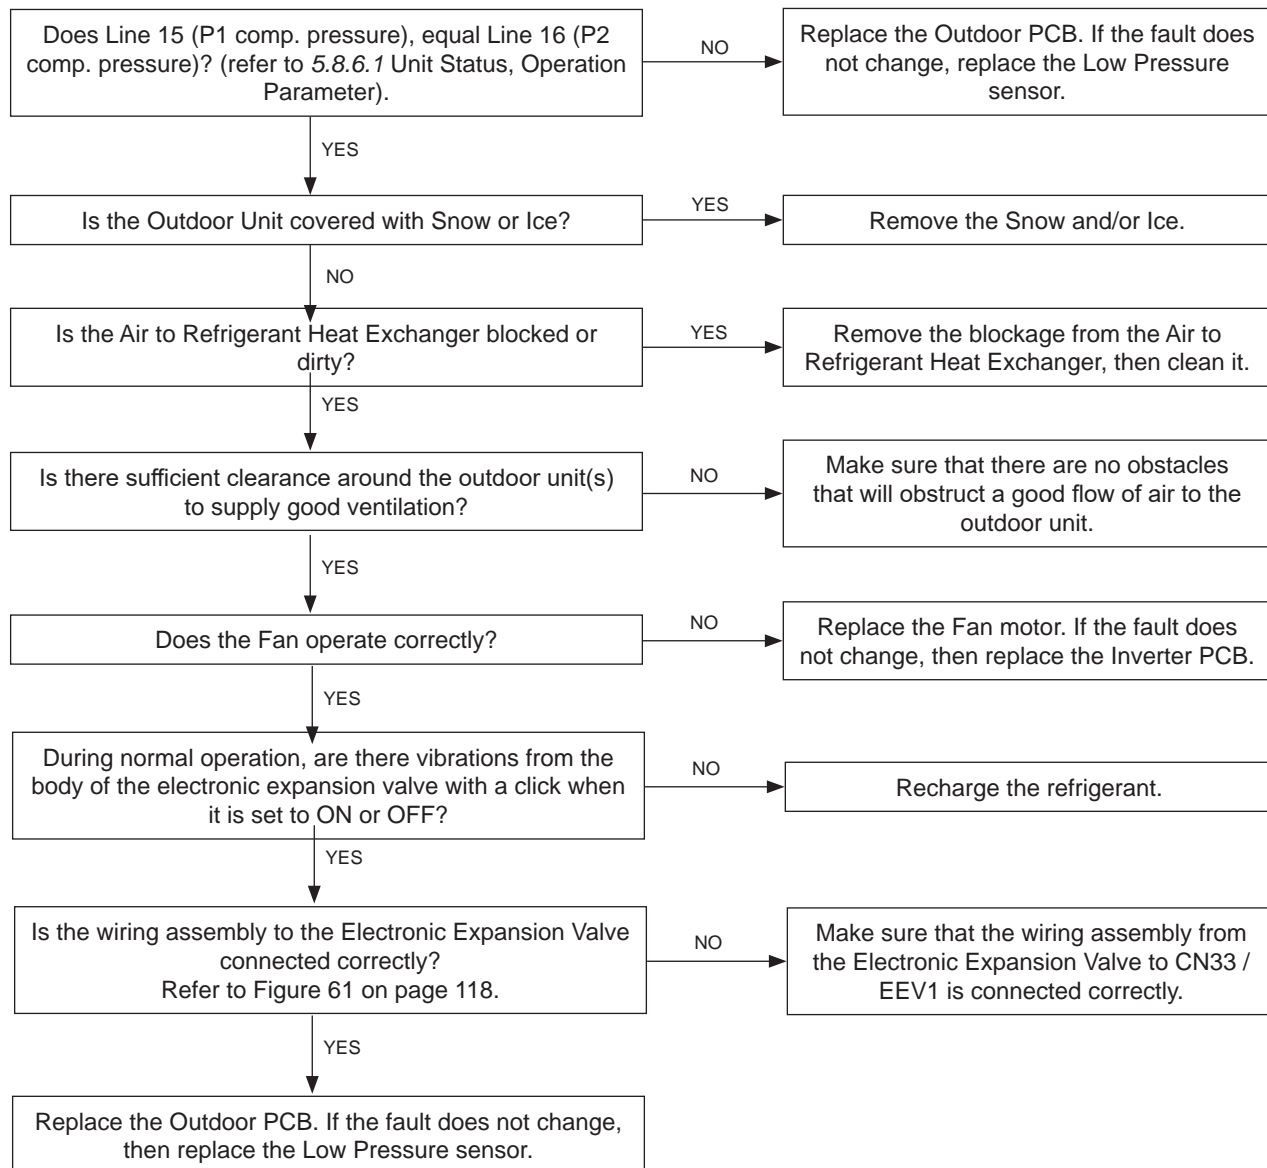 Does Line 15 (P1 comp. pressure), equal Line 16 (P2
comp. pressure)? (refer to 5.8.6.1 Unit Status, Operation
Parameter).
NO
Replace the Outdoor PCB. If the fault does
not change, replace the Low Pressure
sensor.
YES
Is the Outdoor Unit covered with Snow or Ice?
YES
Remove the Snow and/or Ice.
NO
Is the Air to Refrigerant Heat Exchanger blocked or
dirty?
YES
Remove the blockage from the Air to
Refrigerant Heat Exchanger, then clean it.
YES
Is there sufficient clearance around the outdoor unit(s)
to supply good ventilation?
NO
Make sure that there are no obstacles
that will obstruct a good flow of air to the
outdoor unit.
YES
Does the Fan operate correctly?
NO
Replace the Fan motor. If the fault does
not change, then replace the Inverter PCB.
YES
During normal operation, are there vibrations from the
body of the electronic expansion valve with a click when
it is set to ON or OFF?
NO
Recharge the refrigerant.
YES
Is the wiring assembly to the Electronic Expansion Valve
connected correctly?
Refer to Figure 61 on page 118.
NO
Make sure that the wiring assembly from
the Electronic Expansion Valve to CN33 /
EEV1 is connected correctly.
YES
Replace the Outdoor PCB. If the fault does not change,
then replace the Low Pressure sensor.